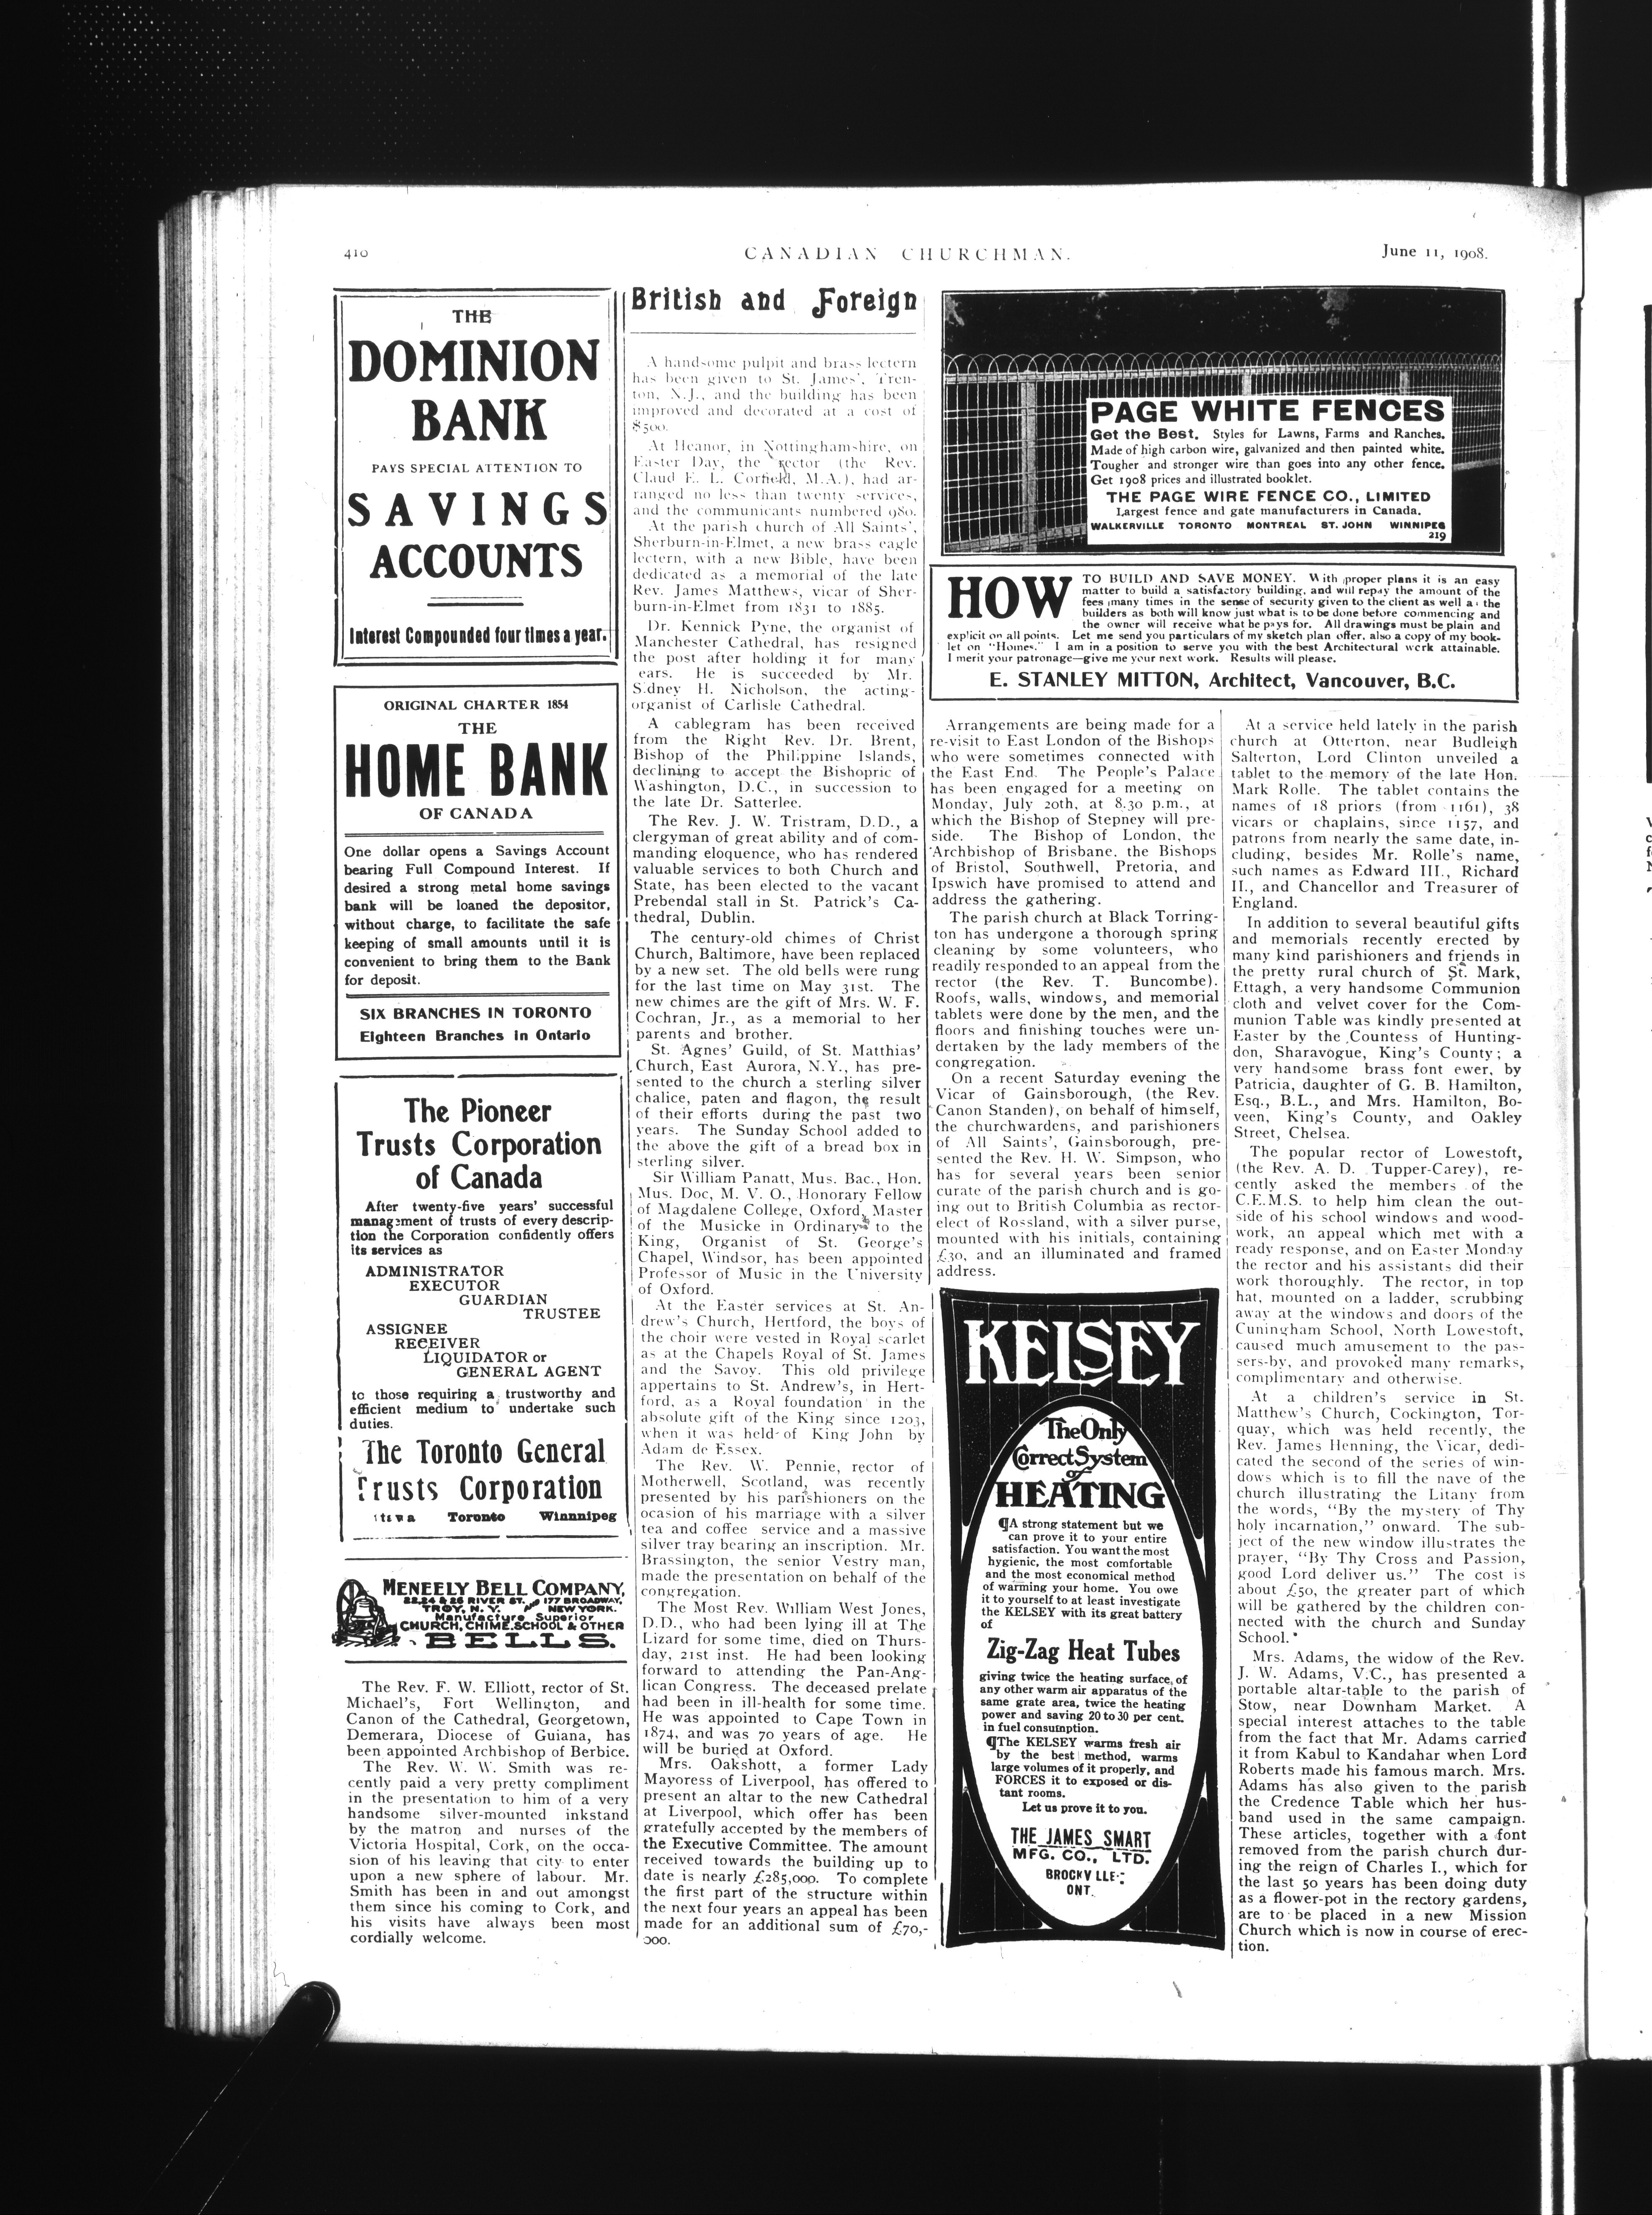 410
CANADIAN CHURCHMAN.
June 11, 1908.
THE
DOMINION
BANK
PAYS SPECIAL ATTENTION TO
SAVINGS
ACCOUNTS
Interest Compounded four times a year.
ORIGINAL CHARTER 1854
THE
HOME BANK
OF CANADA
One dollar opens a Savings Account
bearing Full Compound Interest. If
desired a strong metal home savings
bank will be loaned the depositor,
without charge, to facilitate the safe
keeping of small amounts until it is
convenient to bring them to the Bank
for deposit.
SIX BRANCHES IN TORONTO
Eighteen Branches in Ontario
The Pioneer
Trusts Corporation
of Canada
After twenty-five years' successful
management of trusts of every descrip-
tion the Corporation confidently offers
its services as
ADMINISTRATOR
EXECUTOR
GUARDIAN
TRUSTEE
ASSIGNEE
RECEIVER
LIQUIDATOR or
GENERAL AGENT
to those requiring a trustworthy and
efficient medium to undertake such
duties.
The Toronto General
Trusts Corporation
Toronto Winnnipeg
MENEELY BELL COMPANY,
22,24 & 26 RIVER ST. 177 BROADWAY,
TROY, N. Y. NEW YORK.
Manufacture Superior
CHURCH, CHIME, SCHOOL & OTHER
BELLS.
The Rev. F. W. Elliott, rector of St.
Michael's, Fort Wellington, and
Canon of the Cathedral, Georgetown,
Demerara, Diocese of Guiana, has
been appointed Archbishop of Berbice.
The Rev. W. W. Smith was re-
cently paid a very pretty compliment
in the presentation to him of a very
handsome silver-mounted inkstand
by the matron and nurses of the
Victoria Hospital, Cork, on the occa-
sion of his leaving that city to enter
upon a new sphere of labour. Mr.
Smith has been in and out amongst
them since his coming to Cork, and
his visits have always been most
cordially welcome.
British and Foreign
A handsome pulpit and brass lectern
has been given to St. James', Tren-
ton, N.J., and the building has been
improved and decorated at a cost of
$500.
At Heanor, in Nottinghamshire, on
Easter Day, the rector (the Rev.
Claud E. L. Corfield, M.A.), had ar-
ranged no less than twenty services,
and the communicants numbered 980.
At the parish church of All Saints',
Sherburn-in-Elmet, a new brass eagle
lectern, with a new Bible, have been
dedicated as a memorial of the late
Rev. James Matthews, vicar of Sher-
burn-in-Elmet from 1831 to 1885.
Dr. Kennick Pyne, the organist of
Manchester Cathedral, has resigned
the post after holding it for many
ears. He is succeeded by Mr.
Sidney H. Nicholson, the acting-
organist of Carlisle Cathedral.
A cablegram has been received
from the Right Rev. Dr. Brent,
Bishop of the Philippine Islands,
declining to accept the Bishopric of
Washington, D.C., in succession to
the late Dr. Satterlee.
The Rev. J. W. Tristram, D.D., a
clergyman of great ability and of com-
manding eloquence, who has rendered
valuable services to both Church and
State, has been elected to the vacant
Prebendal stall in St. Patrick's Ca-
thedral, Dublin.
The century-old chimes of Christ
Church, Baltimore, have been replaced
by a new set. The old bells were rung
for the last time on May 31st. The
new chimes are the gift of Mrs. W. F.
Cochran, Jr., as a memorial to her
parents and brother.
St. Agnes' Guild, of St. Matthias'
Church, East Aurora, N.Y., has pre-
sented to the church a sterling silver
chalice, paten and flagon, the result
of their efforts during the past two
years. The Sunday School added to
the above the gift of a bread box in
sterling silver.
Sir William Panatt, Mus. Bac., Hon.
Mus. Doc, M. V. O., Honorary Fellow
of Magdalene College, Oxford, Master
of the Musicke in Ordinary to the
King, Organist of St. George's
Chapel, Windsor, has been appointed
Professor of Music in the University
of Oxford.
At the Easter services at St. An-
drew's Church, Hertford, the boys of
the choir were vested in Royal scarlet
as at the Chapels Royal of St. James
and the Savoy. This old privilege
appertains to St. Andrew's, in Hert-
ford, as a Royal foundation in the
absolute gift of the King since 1203,
when it was held of King John by
Adam de Essex.
The Rev. W. Pennie, rector of
Motherwell, Scotland, was recently
presented by his parishioners on the
ocasion of his marriage with a silver
tea and coffee service and a massive
silver tray bearing an inscription. Mr.
Brassington, the senior Vestry man,
made the presentation on behalf of the
congregation.
The Most Rev. William West Jones,
D.D., who had been lying ill at The
Lizard for some time, died on Thurs-
day, 21st inst. He had been looking
forward to attending the Pan-Ang-
lican Congress. The deceased prelate
had been in ill-health for some time.
He was appointed to Cape Town in
1874, and was 70 years of age. He
will be buried at Oxford.
Mrs. Oakshott, a former Lady
Mayoress of Liverpool, has offered to
present an altar to the new Cathedral
at Liverpool, which offer has been
gratefully accepted by the members of
the Executive Committee. The amount
received towards the building up to
date is nearly £285,000. To complete
the first part of the structure within
the next four years an appeal has been
made for an additional sum of £70,-
000.
PAGE WHITE FENCES
Get the Best. Styles for Lawns, Farms and Ranches.
Made of high carbon wire, galvanized and then painted white.
Tougher and stronger wire than goes into any other fence.
Get 1908 prices and illustrated booklet.
THE PAGE WIRE FENCE CO., LIMITED
Largest fence and gate manufacturers in Canada.
WALKERVILLE TORONTO MONTREAL ST. JOHN WINNIPEG
219
HOW TO BUILD AND SAVE MONEY. With proper plans it is an easy
matter to build a satisfactory building, and will repay the amount of the
fees many times in the sense of security given to the client as well as the
builders as both will know just what is to be done before commencing and
the owner will receive what he pays for. All drawings must be plain and
explicit on all points. Let me send you particulars of my sketch plan offer, also a copy of my book-
let on "Homes." I am in a position to serve you with the best Architectural work attainable.
I merit your patronage—give me your next work. Results will please.
E. STANLEY MITTON, Architect, Vancouver, B.C.
Arrangements are being made for a
re-visit to East London of the Bishops
who were sometimes connected with
the East End. The People's Palace
has been engaged for a meeting on
Monday, July 20th, at 8.30 p.m., at
which the Bishop of Stepney will pre-
side. The Bishop of London, the
Archbishop of Brisbane, the Bishops
of Bristol, Southwell, Pretoria, and
Ipswich have promised to attend and
address the gathering.
The parish church at Black Torring-
ton has undergone a thorough spring
cleaning by some volunteers, who
readily responded to an appeal from the
rector (the Rev. T. Buncombe).
Roofs, walls, windows, and memorial
tablets were done by the men, and the
floors and finishing touches were un-
dertaken by the lady members of the
congregation.
On a recent Saturday evening the
Vicar of Gainsborough, (the Rev.
Canon Standen), on behalf of himself,
the churchwardens, and parishioners
of All Saints', Gainsborough, pre-
sented the Rev. H. W. Simpson, who
has for several years been senior
curate of the parish church and is go-
ing out to British Columbia as rector-
elect of Rossland, with a silver purse,
mounted with his initials, containing
£30, and an illuminated and framed
address.
KELSEY
The Only
Correct System
of
HEATING
¶A strong statement but we
can prove it to your entire
satisfaction. You want the most
hygienic, the most comfortable
and the most economical method
of warming your home. You owe
it to yourself to at least investigate
the KELSEY with its great battery
of
Zig-Zag Heat Tubes
giving twice the heating surface, of
any other warm air apparatus of the
same grate area, twice the heating
power and saving 20 to 30 per cent.
in fuel consumption.
¶The KELSEY warms fresh air
by the best method, warms
large volumes of it properly, and
FORCES it to exposed or dis-
tant rooms.
Let us prove it to you.
THE JAMES SMART
MFG. CO., LTD.
BROCKVILLE
ONT.
At a service held lately in the parish
church at Otterton, near Budleigh
Salterton, Lord Clinton unveiled a
tablet to the memory of the late Hon.
Mark Rolle. The tablet contains the
names of 18 priors (from 1161), 38
vicars or chaplains, since 1157, and
patrons from nearly the same date, in-
cluding, besides Mr. Rolle's name,
such names as Edward III., Richard
II., and Chancellor and Treasurer of
England.
In addition to several beautiful gifts
and memorials recently erected by
many kind parishioners and friends in
the pretty rural church of St. Mark,
Ettagh, a very handsome Communion
cloth and velvet cover for the Com-
munion Table was kindly presented at
Easter by the Countess of Hunting-
don, Sharavogue, King's County; a
very handsome brass font ewer, by
Patricia, daughter of G. B. Hamilton,
Esq., B.L., and Mrs. Hamilton, Bo-
veen, King's County, and Oakley
Street, Chelsea.
The popular rector of Lowestoft,
(the Rev. A. D. Tupper-Carey), re-
cently asked the members of the
C.E.M.S. to help him clean the out-
side of his school windows and wood-
work, an appeal which met with a
ready response, and on Easter Monday
the rector and his assistants did their
work thoroughly. The rector, in top
hat, mounted on a ladder, scrubbing
away at the windows and doors of the
Cuningham School, North Lowestoft,
caused much amusement to the pas-
sers-by, and provoked many remarks,
complimentary and otherwise.
At a children's service in St.
Matthew's Church, Cockington, Tor-
quay, which was held recently, the
Rev. James Henning, the Vicar, dedi-
cated the second of the series of win-
dows which is to fill the nave of the
church illustrating the Litany from
the words, "By the mystery of Thy
holy incarnation," onward. The sub-
ject of the new window illustrates the
prayer, "By Thy Cross and Passion,
good Lord deliver us." The cost is
about £50, the greater part of which
will be gathered by the children con-
nected with the church and Sunday
School.
Mrs. Adams, the widow of the Rev.
J. W. Adams, V.C., has presented a
portable altar-table to the parish of
Stow, near Downham Market. A
special interest attaches to the table
from the fact that Mr. Adams carried
it from Kabul to Kandahar when Lord
Roberts made his famous march. Mrs.
Adams has also given to the parish
the Credence Table which her hus-
band used in the same campaign.
These articles, together with a font
removed from the parish church dur-
ing the reign of Charles I., which for
the last 50 years has been doing duty
as a flower-pot in the rectory gardens,
are to be placed in a new Mission
Church which is now in course of erec-
tion.